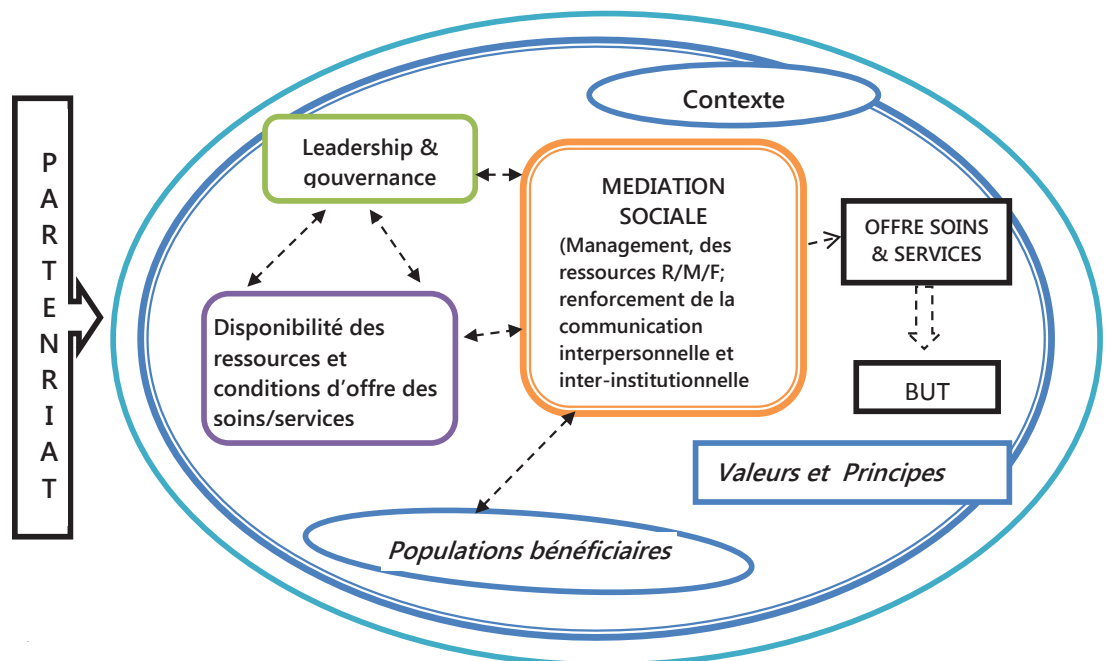 PARTENRIAT
Contexte
Leadership &
gouvernance
MEDIATION
SOCIALE
(Management, des
ressources R/M/F;
renforcement de la
communication
interpersonnelle et
inter-institutionnelle
OFFRE SOINS
& SERVICES
Disponibilité des
ressources et
conditions d'offre des
soins/services
BUT
Valeurs et Principes
Populations bénéficiaires